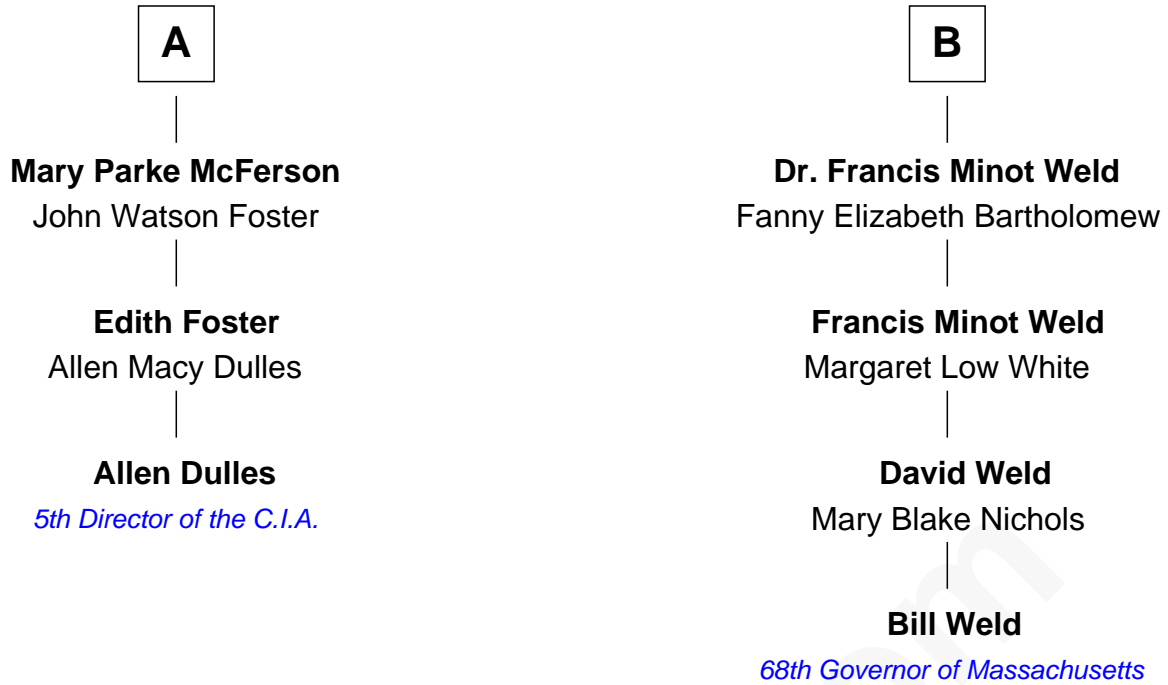 A
Mary Parke McFerson
John Watson Foster
Edith Foster
Allen Macy Dulles
Allen Dulles
5th Director of the C.I.A.
B
Dr. Francis Minot Weld
Fanny Elizabeth Bartholomew
Francis Minot Weld
Margaret Low White
David Weld
Mary Blake Nichols
Bill Weld
68th Governor of Massachusetts